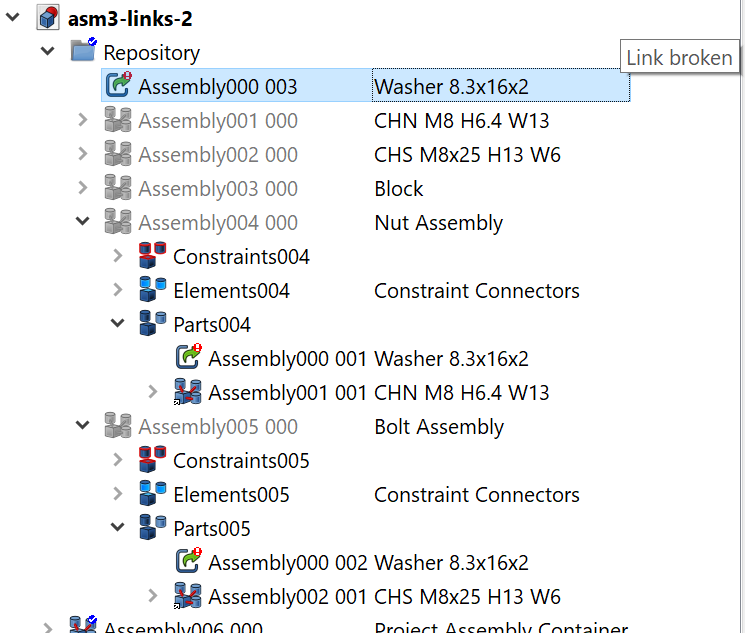 asm3-links-2
Repository
Link broken
Assembly000 003 Washer 8.3x16x2
Assembly001 000 CHN M8 H6.4 W13
Assembly002 000 CHS M8x25 H13 W6
Assembly003 000 Block
Assembly004 000 Nut Assembly
Constraints004
Elements004 Constraint Connectors
Parts004
Assembly000 001 Washer 8.3x16x2
Assembly001 001 CHN M8 H6.4 W13
Assembly005 000 Bolt Assembly
Constraints005
Elements005 Constraint Connectors
Parts005
Assembly000 002 Washer 8.3x16x2
Assembly002 001 CHS M8x25 H13 W6
Assembly006 000 Project Assembly Container